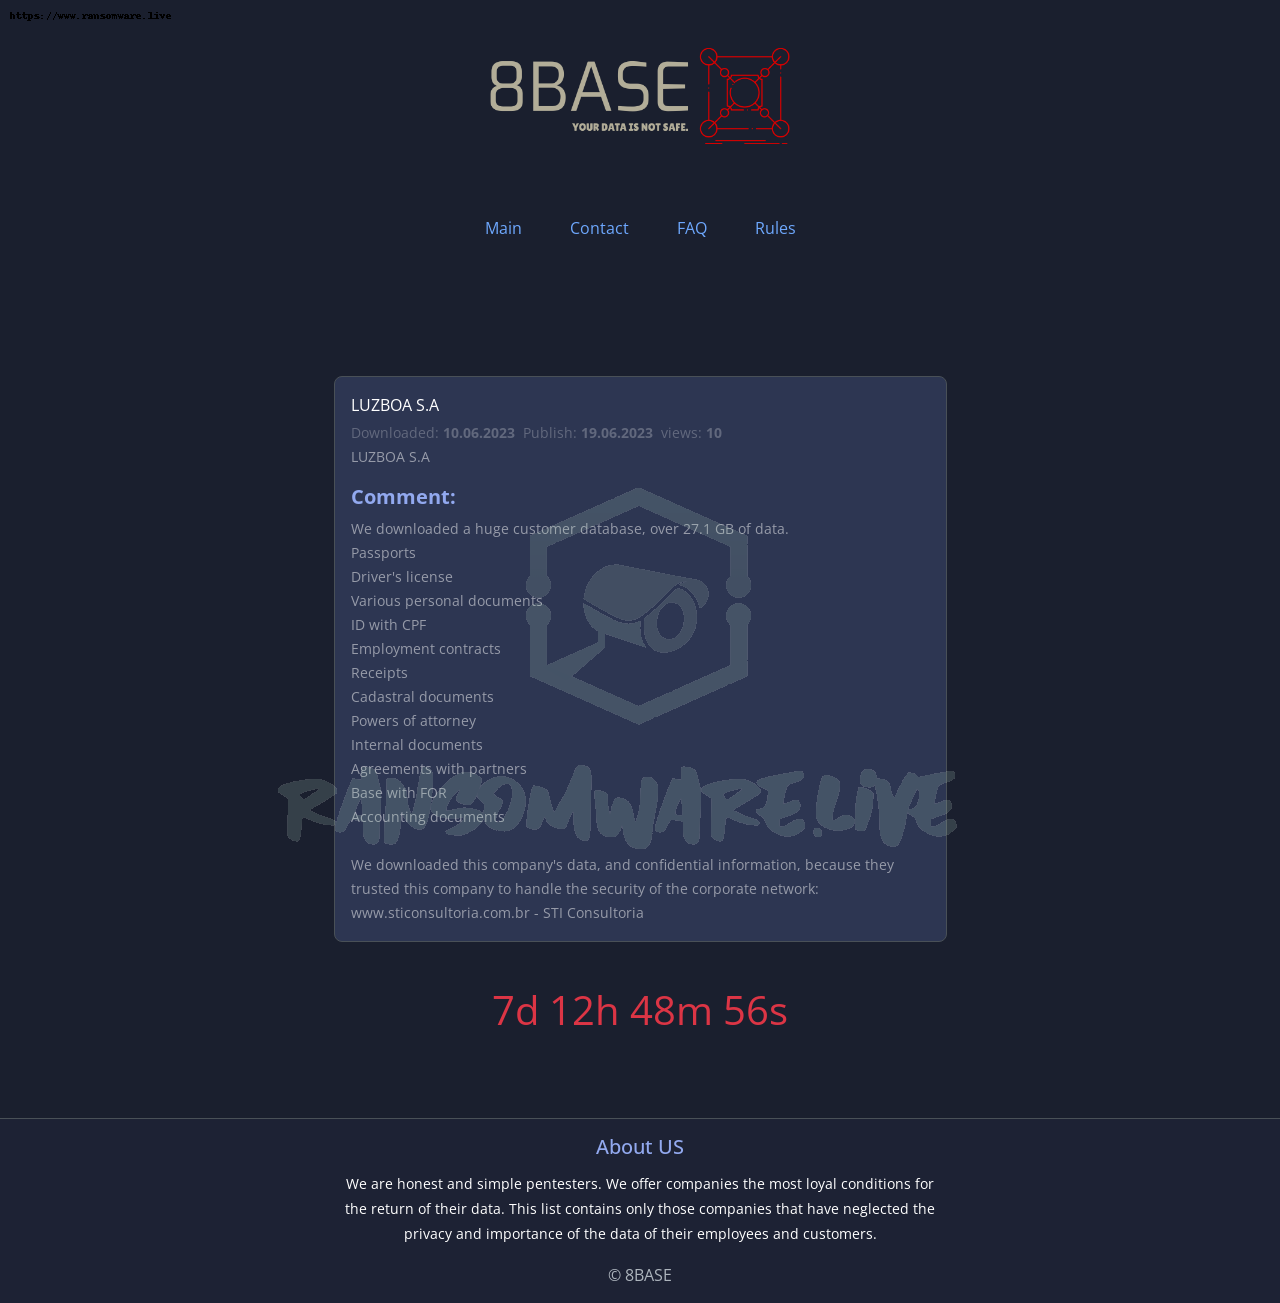 https://www.ransomware.live
8BASE
YOUR DATA IS NOT SAFE.
Main Contact FAQ Rules
LUZBOA S.A
Downloaded: 10.06.2023 Publish: 19.06.2023 views: 10
LUZBOA S.A
Comment:
We downloaded a huge customer database, over 27.1 GB of data.
Passports
Driver's license
Various personal documents
ID with CPF
Employment contracts
Receipts
Cadastral documents
Powers of attorney
Internal documents
Agreements with partners
Base with FOR
Accounting documents
RANSOMWARE.LIVE
We downloaded this company's data, and confidential information, because they
trusted this company to handle the security of the corporate network:
www.sticonsultoria.com.br - STI Consultoria
7d 12h 48m 56s
About US
We are honest and simple pentesters. We offer companies the most loyal conditions for
the return of their data. This list contains only those companies that have neglected the
privacy and importance of the data of their employees and customers.
© 8BASE